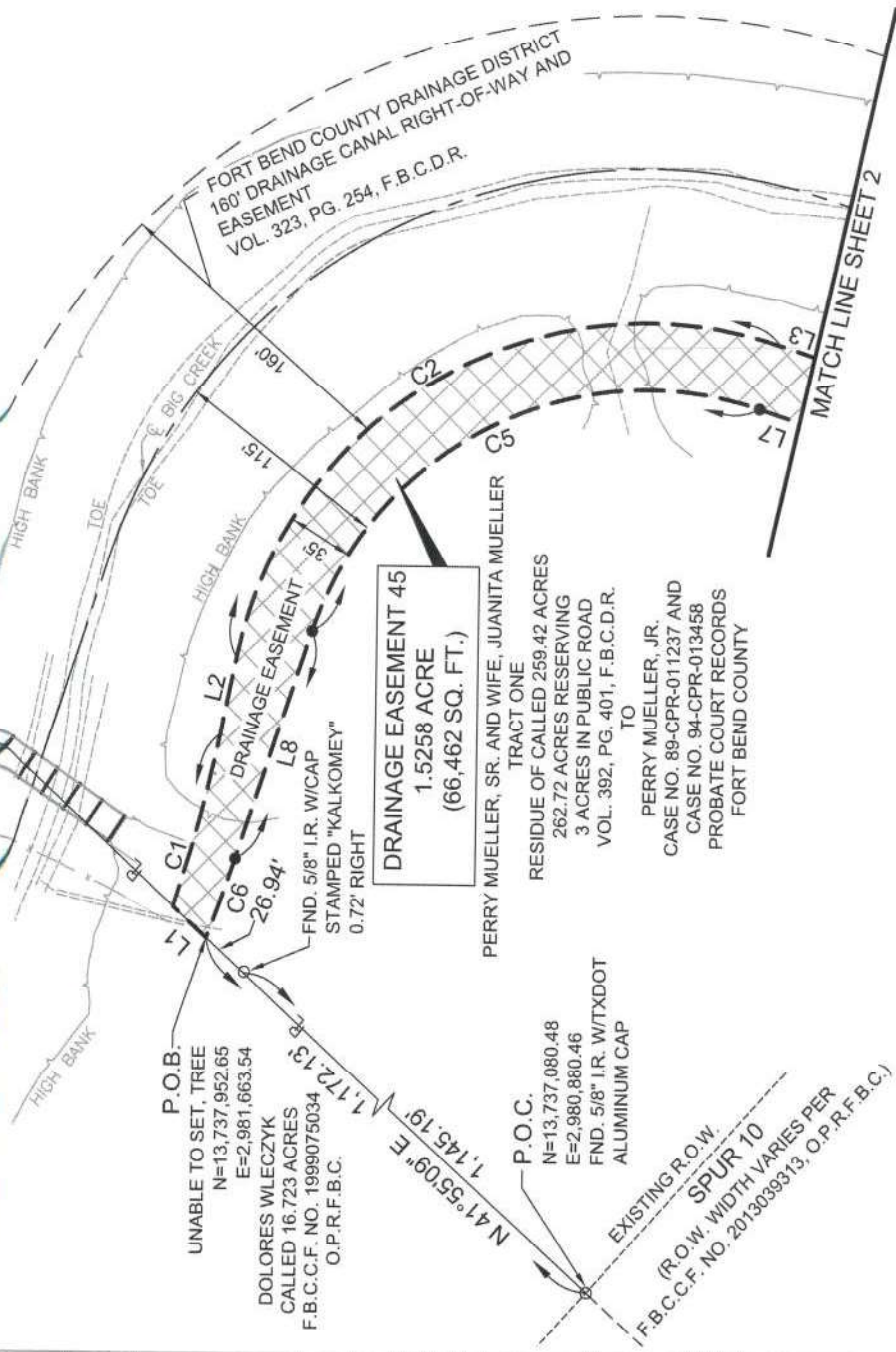 FORT BEND COUNTY DRAINAGE DISTRICT
160' DRAINAGE CANAL RIGHT-OF-WAY AND
EASEMENT
VOL. 323, PG. 254, F.B.C.D.R.
HIGH BANK
TOE
℄ BIG CREEK
TOE
HIGH BANK
HIGH BANK
160'
115'
35'
C2
C5
L3
L7
MATCH LINE SHEET 2
L2
DRAINAGE EASEMENT
L8
C1
C6
L1
26.94'
FND. 5/8" I.R. W/CAP
STAMPED "KALKOMEY"
0.72' RIGHT
DRAINAGE EASEMENT 45
1.5258 ACRE
(66,462 SQ. FT.)
PERRY MUELLER, SR. AND WIFE, JUANITA MUELLER
TRACT ONE
RESIDUE OF CALLED 259.42 ACRES
262.72 ACRES RESERVING
3 ACRES IN PUBLIC ROAD
VOL. 392, PG. 401, F.B.C.D.R.
TO
PERRY MUELLER, JR.
CASE NO. 89-CPR-011237 AND
CASE NO. 94-CPR-013458
PROBATE COURT RECORDS
FORT BEND COUNTY
P.O.B.
UNABLE TO SET, TREE
N=13,737,952.65
E=2,981,663.54
DOLORES WLECZYK
CALLED 16.723 ACRES
F.B.C.C.F. NO. 1999075034
O.P.R.F.B.C.
1,172.13'
N 41°55'09" E
1,145.19'
P.O.C.
N=13,737,080.48
E=2,980,880.46
FND. 5/8" I.R. W/TXDOT
ALUMINUM CAP
EXISTING R.O.W.
SPUR 10
(R.O.W. WIDTH VARIES PER
F.B.C.C.F. NO. 2013039313, O.P.R.F.B.C.)